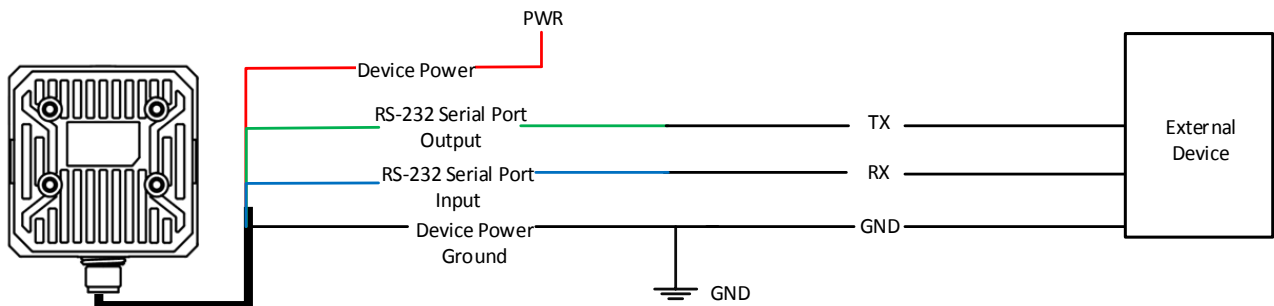 PWR
Device Power
RS-232 Serial Port
Output
TX
RS-232 Serial Port
Input
RX
External
Device
Device Power
Ground
GND
GND